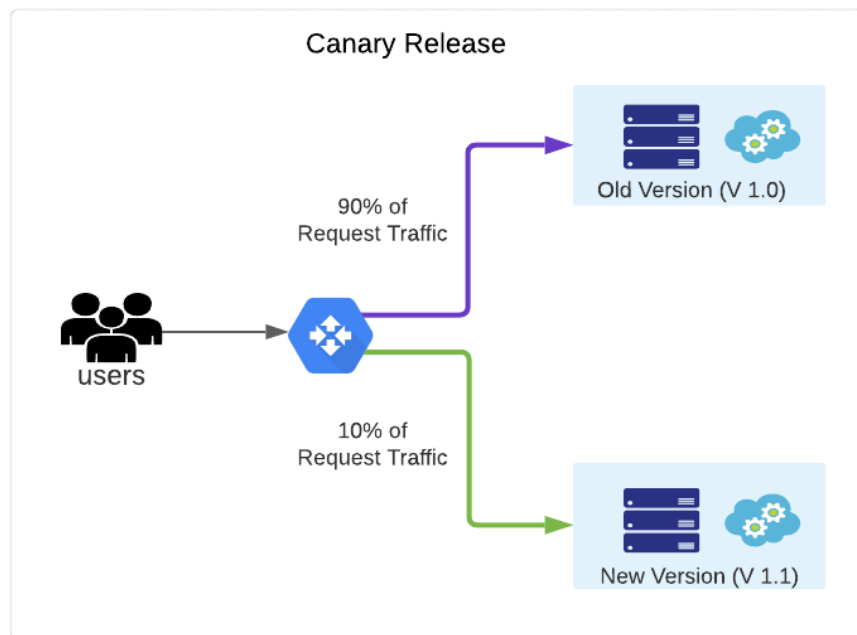 Canary Release
90% of
Request Traffic
Old Version (V 1.0)
users
10% of
Request Traffic
New Version (V 1.1)